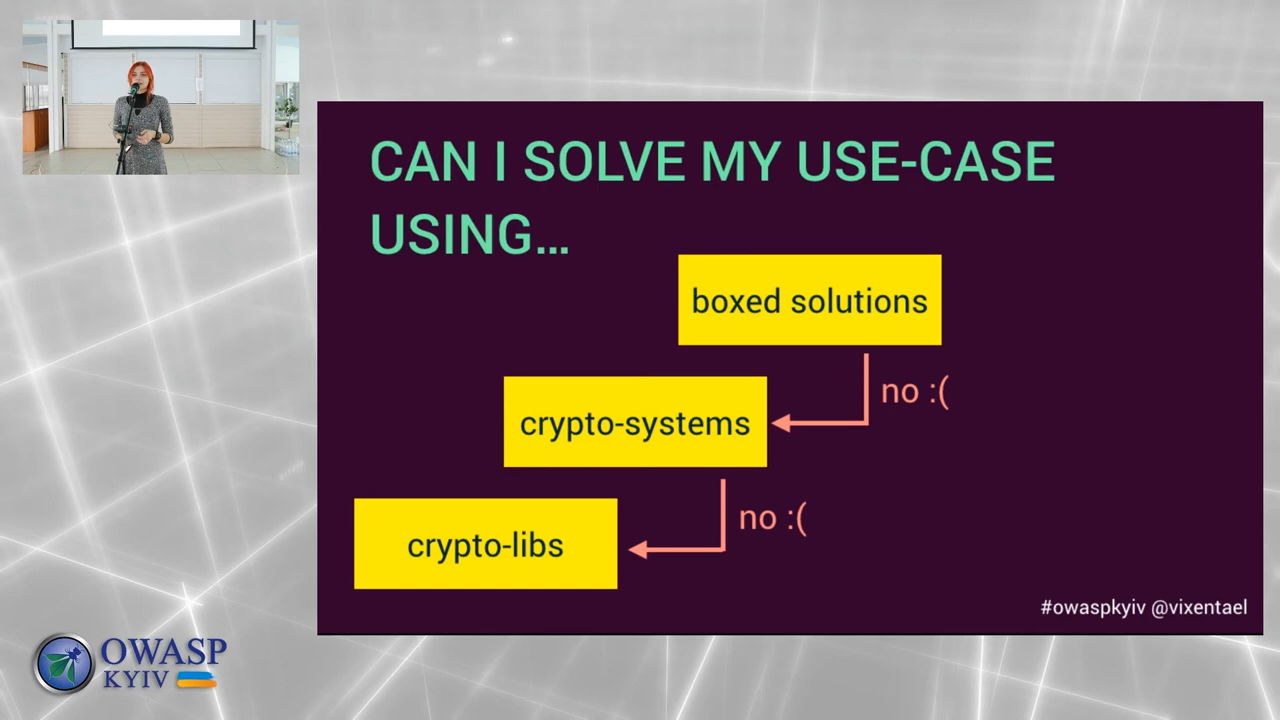 CAN I SOLVE MY USE-CASE
USING…
boxed solutions
no :(
crypto-systems
no :(
crypto-libs
#owaspkyiv @vixentael
OWASP
KYIV